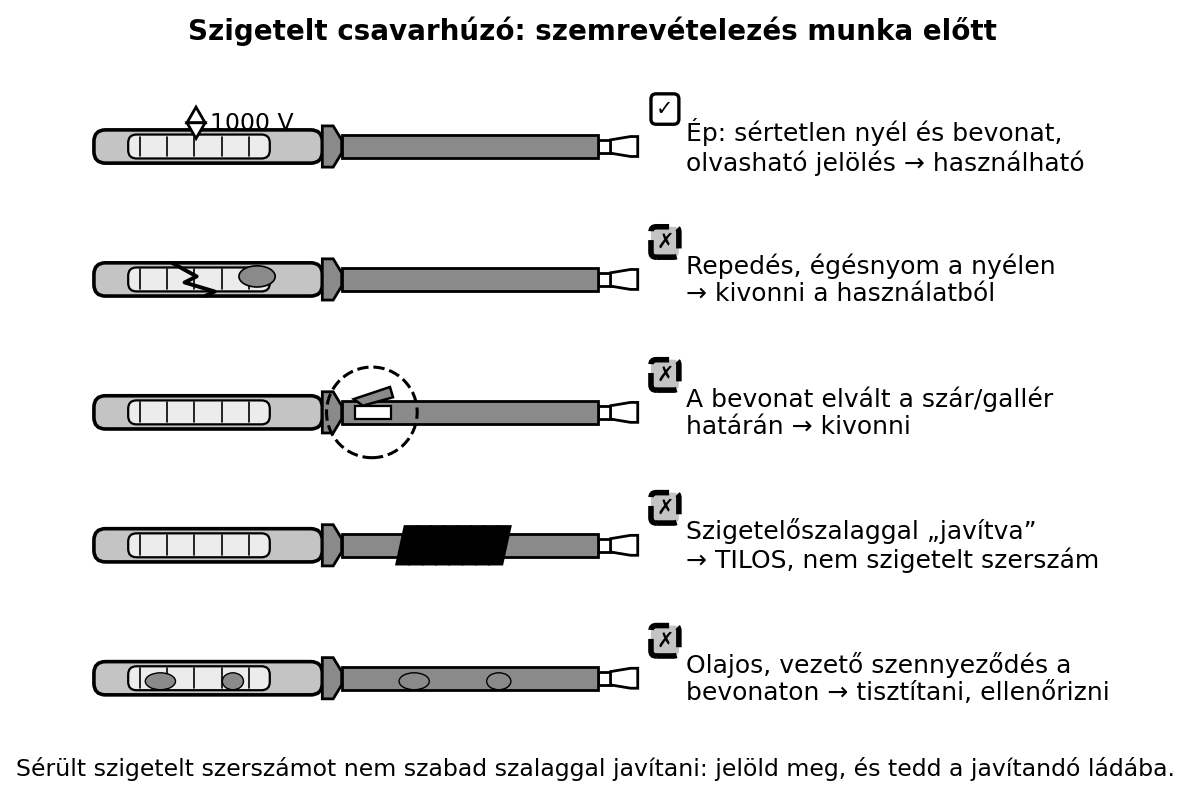 Szigetelt csavarhúzó: szemrevételezés munka előtt
1000 V
✓
Ép: sértetlen nyél és bevonat,
olvasható jelölés → használható
✗
Repedés, égésnyom a nyélen
→ kivonni a használatból
✗
A bevonat elvált a szár/gallér
határán → kivonni
✗
Szigetelőszalaggal „javítva”
→ TILOS, nem szigetelt szerszám
✗
Olajos, vezető szennyeződés a
bevonaton → tisztítani, ellenőrizni
Sérült szigetelt szerszámot nem szabad szalaggal javítani: jelöld meg, és tedd a javítandó ládába.